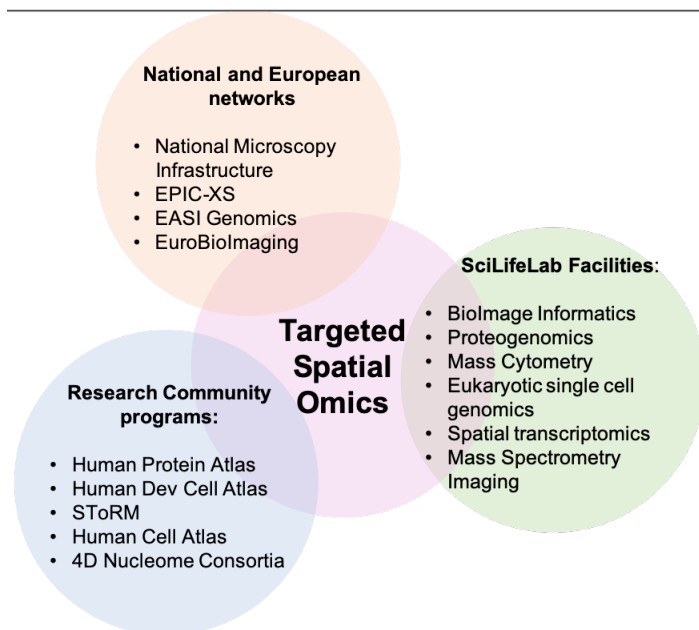 National and European
networks
• National Microscopy
Infrastructure
• EPIC-XS
• EASI Genomics
• EuroBioImaging
SciLifeLab Facilities:
• BioImage Informatics
• Proteogenomics
• Mass Cytometry
• Eukaryotic single cell
genomics
• Spatial transcriptomics
• Mass Spectrometry
Imaging
Targeted
Spatial
Omics
Research Community
programs:
• Human Protein Atlas
• Human Dev Cell Atlas
• SToRM
• Human Cell Atlas
• 4D Nucleome Consortia